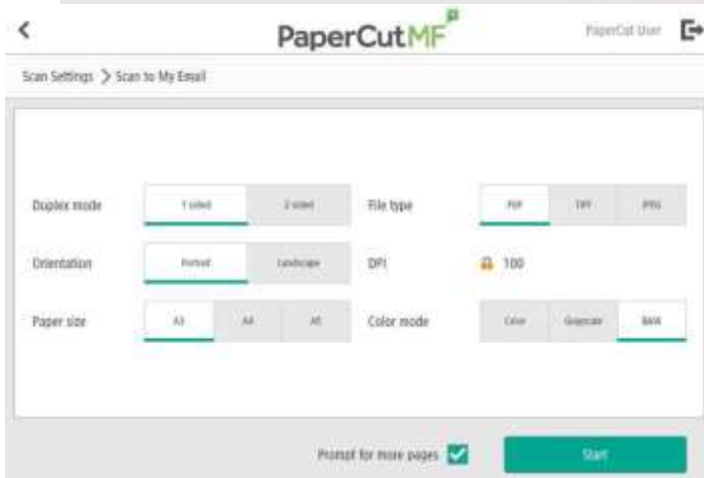 PaperCutMF
PaperCut User
Scan Settings > Scan to My Email
Duplex mode 1 sided 2 sided File type PDF TIFF JPEG
Orientation Portrait Landscape DPI 100
Paper size A3 A4 A5 Color mode Color Grayscale B&W
Prompt for more pages Start